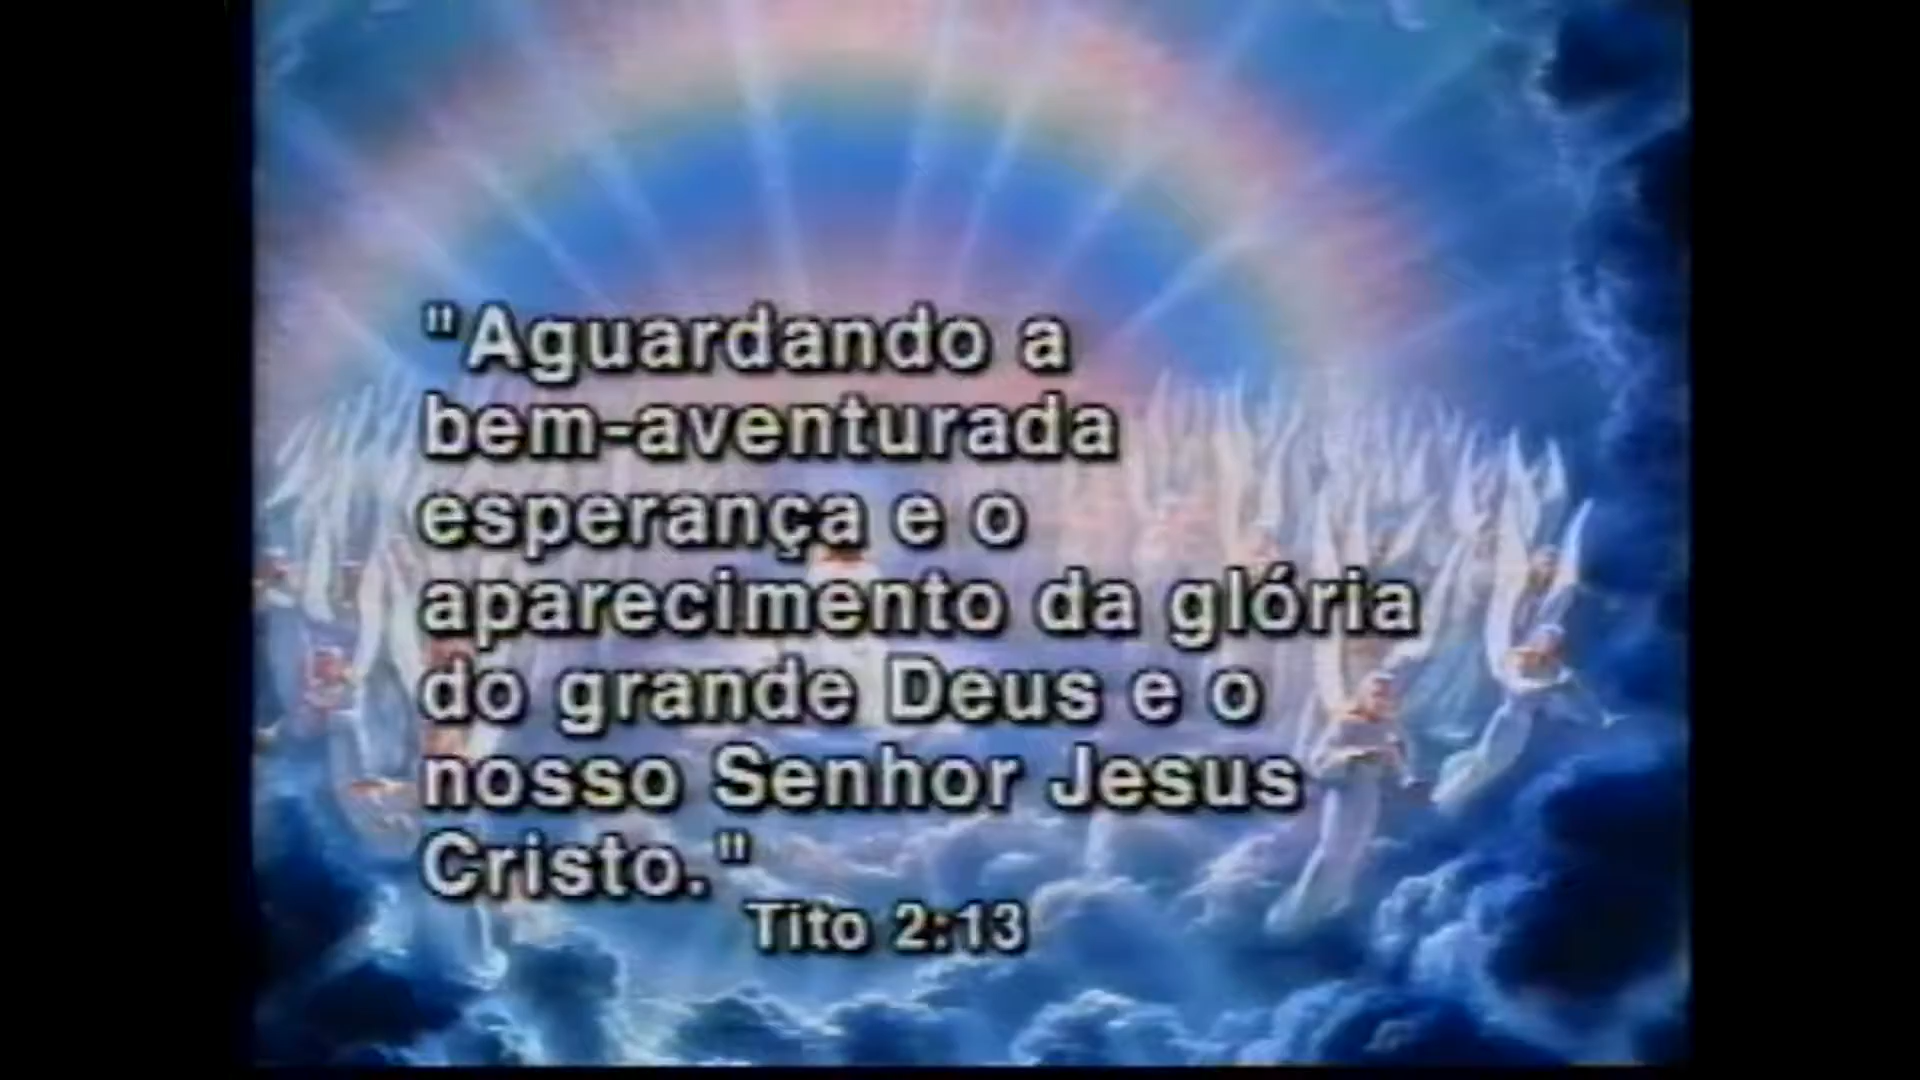 "Aguardando a
bem-aventurada
esperança e o
aparecimento da glória
do grande Deus e o
nosso Senhor Jesus
Cristo."
Tito 2:13